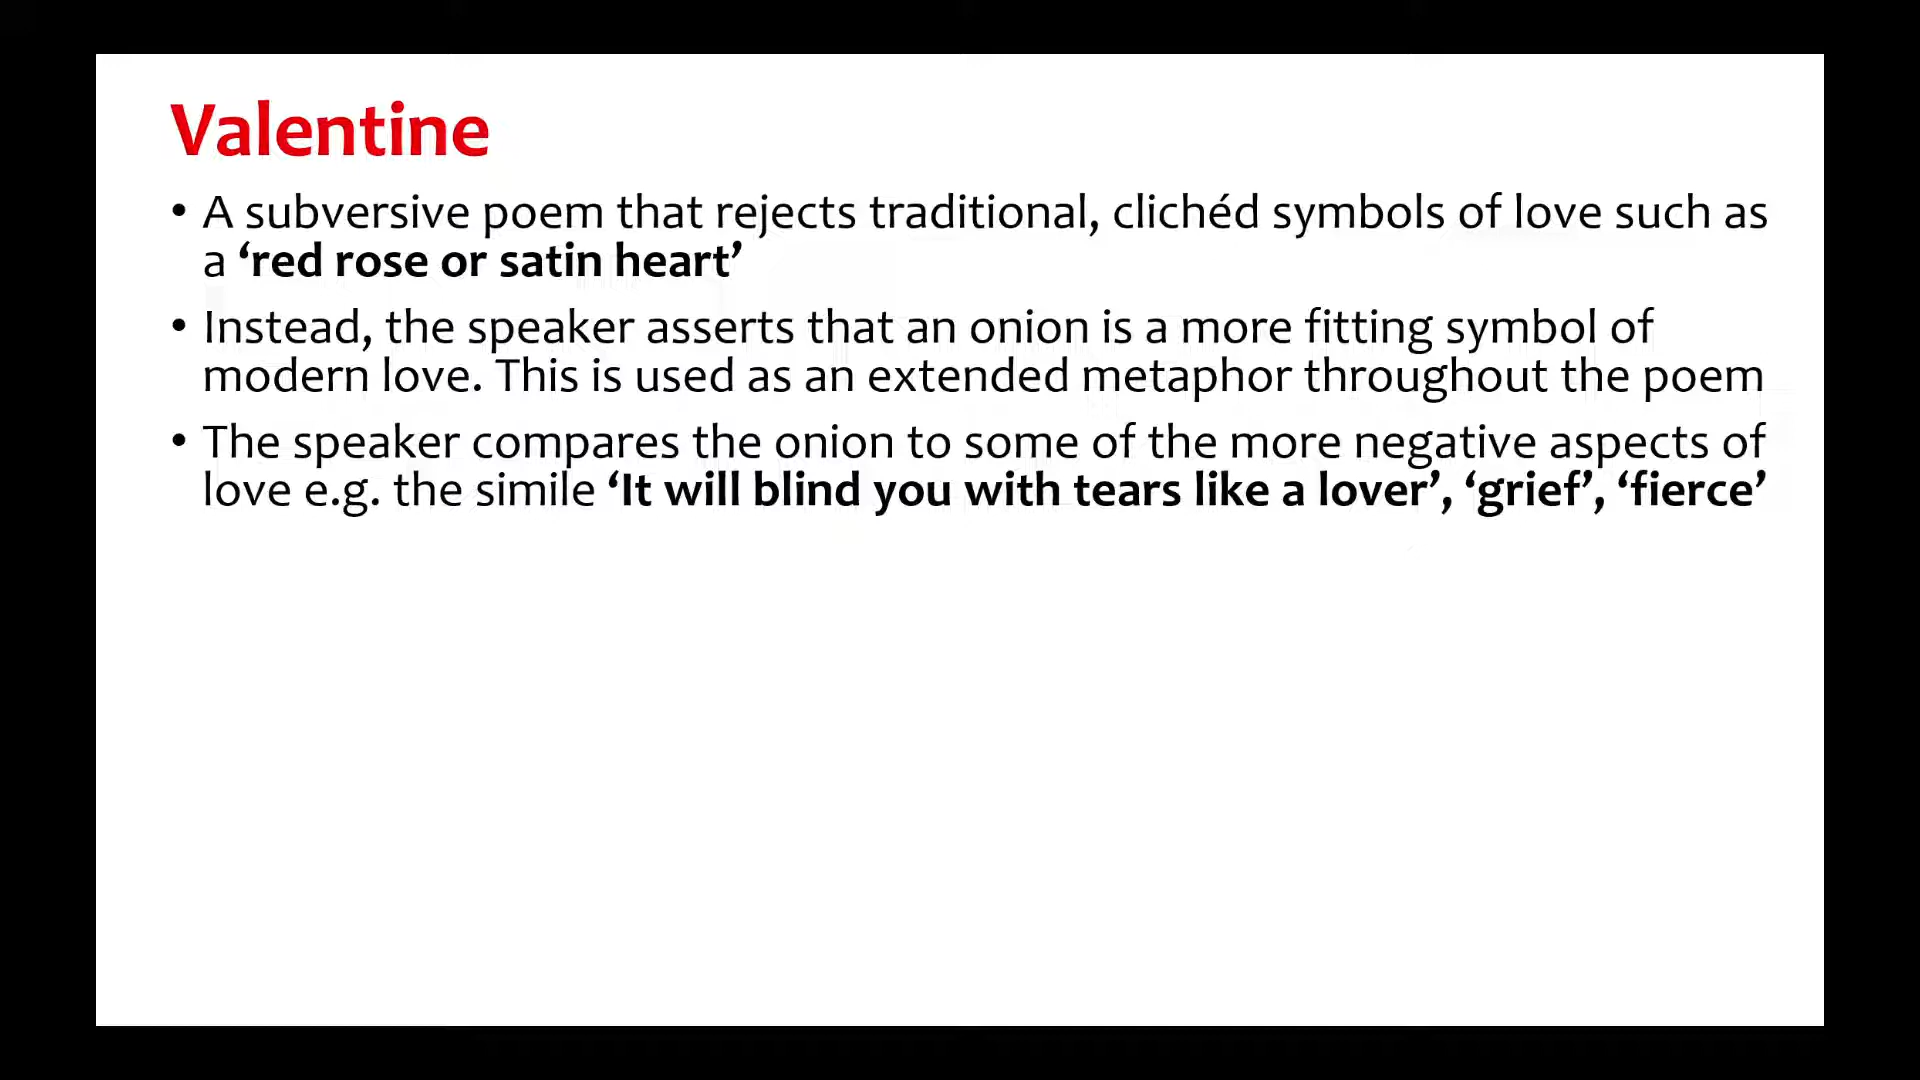 Valentine
• A subversive poem that rejects traditional, clichéd symbols of love such as
a ‘red rose or satin heart’
• Instead, the speaker asserts that an onion is a more fitting symbol of
modern love. This is used as an extended metaphor throughout the poem
• The speaker compares the onion to some of the more negative aspects of
love e.g. the simile ‘It will blind you with tears like a lover’, ‘grief’, ‘fierce’